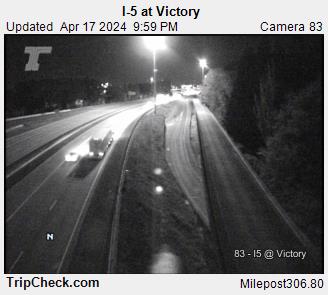 I-5 at Victory
Updated Apr 17 2024 9:59 PM Camera 83
T
N
83 - I5 @ Victory
TripCheck.com Milepost306.80